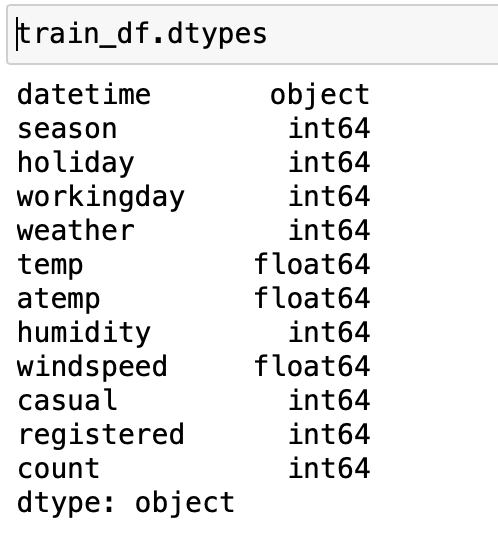 train_df.dtypes
datetime object
season int64
holiday int64
workingday int64
weather int64
temp float64
atemp float64
humidity int64
windspeed float64
casual int64
registered int64
count int64
dtype: object